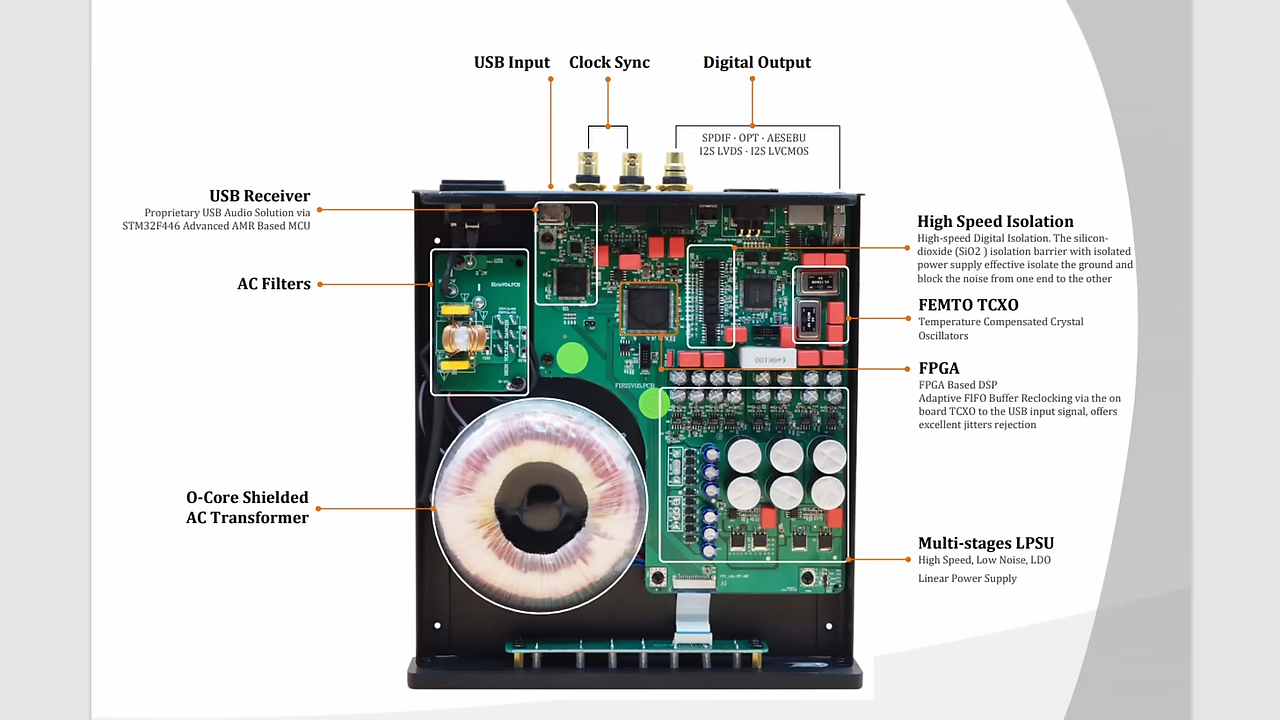 USB Input
Clock Sync
Digital Output
SPDIF · OPT · AESEBU
I2S LVDS · I2S LVCMOS
USB Receiver
Proprietary USB Audio Solution via
STM32F446 Advanced AMR Based MCU
AC Filters
O-Core Shielded
AC Transformer
High Speed Isolation
High-speed Digital Isolation. The silicon-
dioxide (SiO2 ) isolation barrier with isolated
power supply effective isolate the ground and
block the noise from one end to the other
FEMTO TCXO
Temperature Compensated Crystal
Oscillators
FPGA
FPGA Based DSP
Adaptive FIFO Buffer Reclocking via the on
board TCXO to the USB input signal, offers
excellent jitters rejection
Multi-stages LPSU
High Speed, Low Noise, LDO
Linear Power Supply